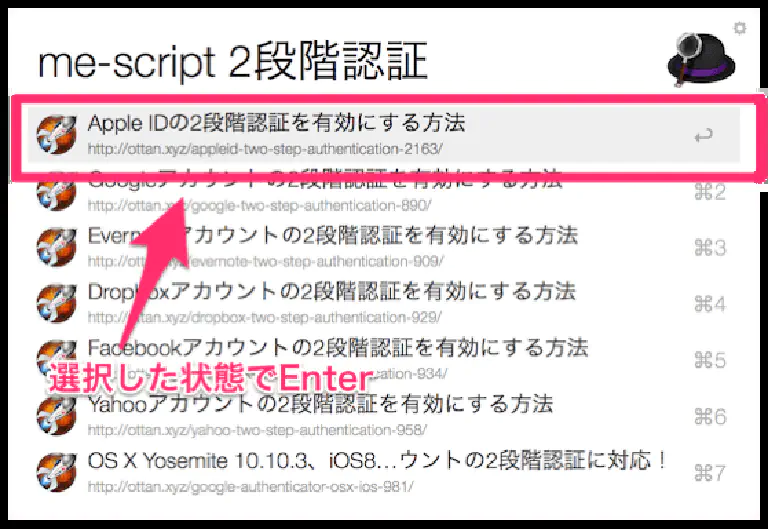 me-script 2段階認証
Apple IDの2段階認証を有効にする方法
http://ottan.xyz/appleid-two-step-authentication-2163/
Googleアカウントの2段階認証を有効にする方法
⌘2
http://ottan.xyz/google-two-step-authentication-890/
Evernoteアカウントの2段階認証を有効にする方法
⌘3
http://ottan.xyz/evernote-two-step-authentication-909/
Dropboxアカウントの2段階認証を有効にする方法
⌘4
http://ottan.xyz/dropbox-two-step-authentication-929/
Facebookアカウントの2段階認証を有効にする方法
⌘5
選択した状態でEnter
-authentication-934/
Yahooアカウントの2段階認証を有効にする方法
⌘6
http://ottan.xyz/yahoo-two-step-authentication-958/
OS X Yosemite 10.10.3、iOS8…ウントの2段階認証に対応！
⌘7
http://ottan.xyz/google-authenticator-osx-ios-981/